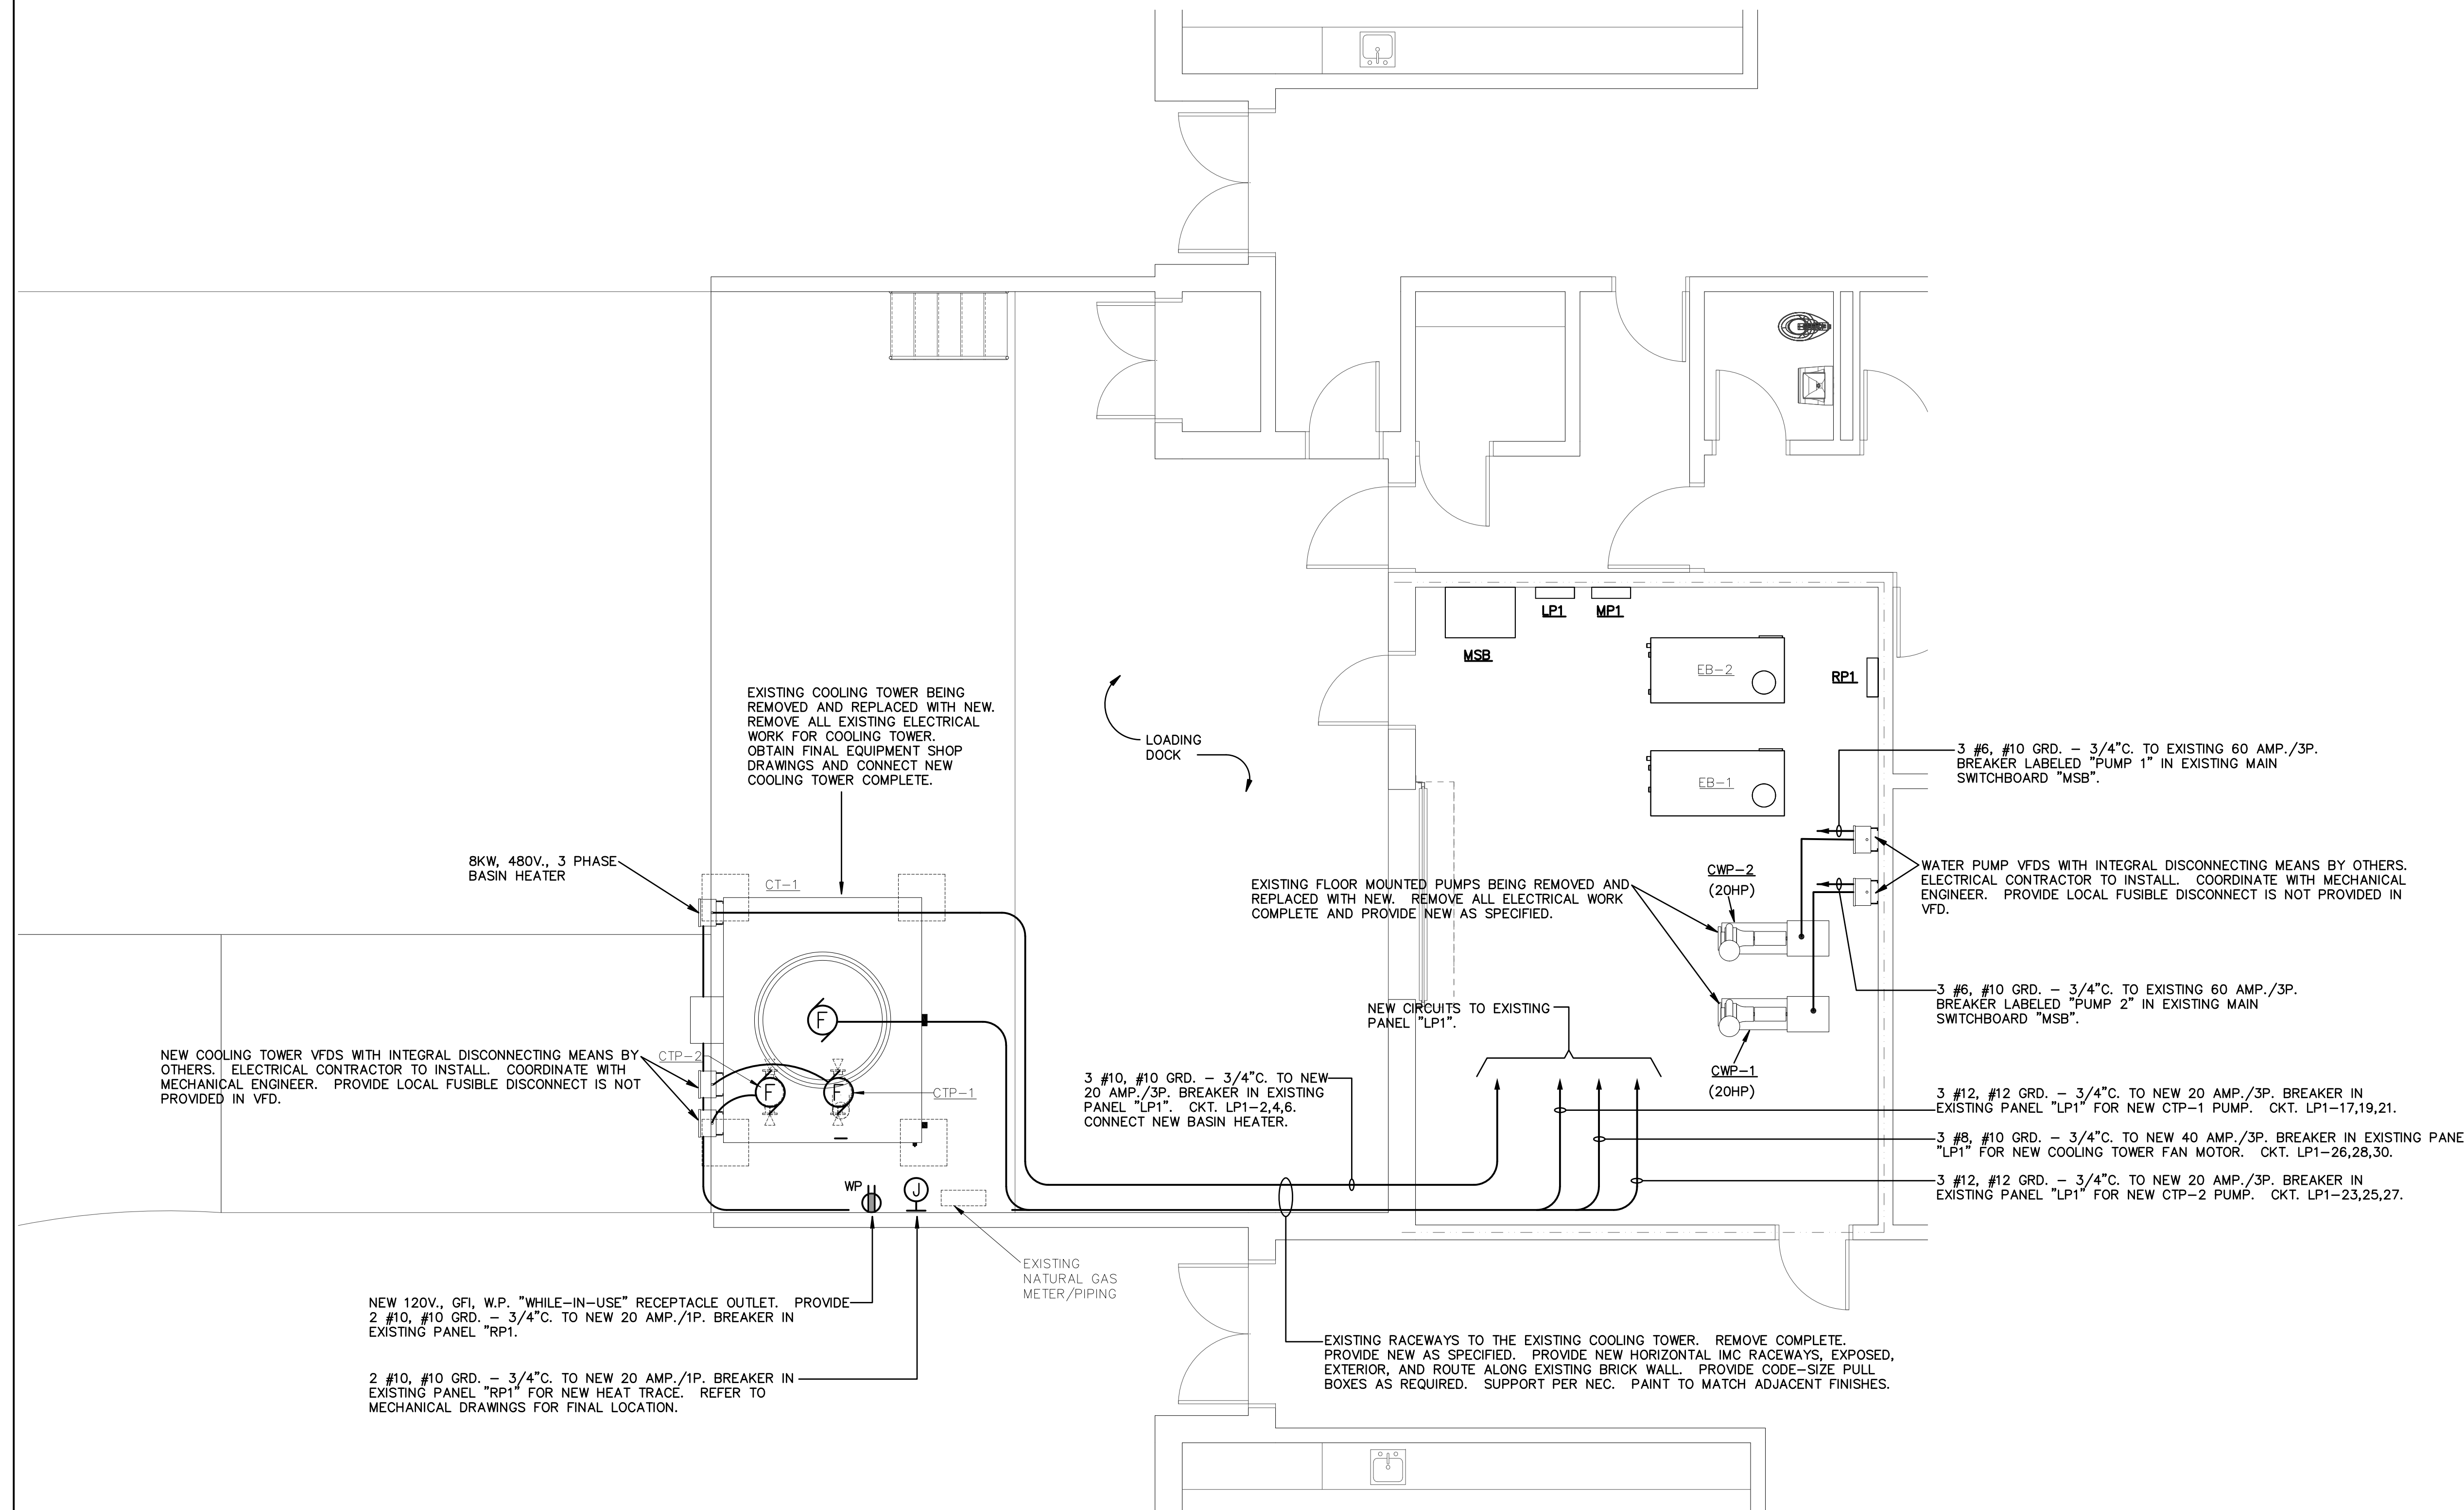 LP1
MP1
MSB
EB-2
RP1
EXISTING COOLING TOWER BEING
REMOVED AND REPLACED WITH NEW.
REMOVE ALL EXISTING ELECTRICAL
WORK FOR COOLING TOWER.
OBTAIN FINAL EQUIPMENT SHOP
DRAWINGS AND CONNECT NEW
COOLING TOWER COMPLETE.
LOADING
DOCK
3 #6, #10 GRD. - 3/4"C. TO EXISTING 60 AMP./3P.
BREAKER LABELED "PUMP 1" IN EXISTING MAIN
SWITCHBOARD "MSB".
EB-1
8KW, 480V., 3 PHASE
BASIN HEATER
CT-1
EXISTING FLOOR MOUNTED PUMPS BEING REMOVED AND
REPLACED WITH NEW.  REMOVE ALL ELECTRICAL WORK
COMPLETE AND PROVIDE NEW AS SPECIFIED.
CWP-2
(20HP)
WATER PUMP VFDS WITH INTEGRAL DISCONNECTING MEANS BY OTHERS.
ELECTRICAL CONTRACTOR TO INSTALL.  COORDINATE WITH MECHANICAL
ENGINEER.  PROVIDE LOCAL FUSIBLE DISCONNECT IS NOT PROVIDED IN
VFD.
F
NEW CIRCUITS TO EXISTING
PANEL "LP1".
3 #6, #10 GRD. - 3/4"C. TO EXISTING 60 AMP./3P.
BREAKER LABELED "PUMP 2" IN EXISTING MAIN
SWITCHBOARD "MSB".
NEW COOLING TOWER VFDS WITH INTEGRAL DISCONNECTING MEANS BY
OTHERS.  ELECTRICAL CONTRACTOR TO INSTALL.  COORDINATE WITH
MECHANICAL ENGINEER.  PROVIDE LOCAL FUSIBLE DISCONNECT IS NOT
PROVIDED IN VFD.
CTP-2
F
F
CTP-1
3 #10, #10 GRD. - 3/4"C. TO NEW
20 AMP./3P. BREAKER IN EXISTING
PANEL "LP1".  CKT. LP1-2,4,6.
CONNECT NEW BASIN HEATER.
CWP-1
(20HP)
3 #12, #12 GRD. - 3/4"C. TO NEW 20 AMP./3P. BREAKER IN
EXISTING PANEL "LP1" FOR NEW CTP-1 PUMP.  CKT. LP1-17,19,21.
3 #8, #10 GRD. - 3/4"C. TO NEW 40 AMP./3P. BREAKER IN EXISTING PANE
"LP1" FOR NEW COOLING TOWER FAN MOTOR.  CKT. LP1-26,28,30.
3 #12, #12 GRD. - 3/4"C. TO NEW 20 AMP./3P. BREAKER IN
EXISTING PANEL "LP1" FOR NEW CTP-2 PUMP.  CKT. LP1-23,25,27.
WP
J
EXISTING
NATURAL GAS
METER/PIPING
NEW 120V., GFI, W.P. "WHILE-IN-USE" RECEPTACLE OUTLET.  PROVIDE
2 #10, #10 GRD. - 3/4"C. TO NEW 20 AMP./1P. BREAKER IN
EXISTING PANEL "RP1.
2 #10, #10 GRD. - 3/4"C. TO NEW 20 AMP./1P. BREAKER IN
EXISTING PANEL "RP1" FOR NEW HEAT TRACE.  REFER TO
MECHANICAL DRAWINGS FOR FINAL LOCATION.
EXISTING RACEWAYS TO THE EXISTING COOLING TOWER.  REMOVE COMPLETE.
PROVIDE NEW AS SPECIFIED.  PROVIDE NEW HORIZONTAL IMC RACEWAYS, EXPOSED,
EXTERIOR, AND ROUTE ALONG EXISTING BRICK WALL.  PROVIDE CODE-SIZE PULL
BOXES AS REQUIRED.  SUPPORT PER NEC.  PAINT TO MATCH ADJACENT FINISHES.